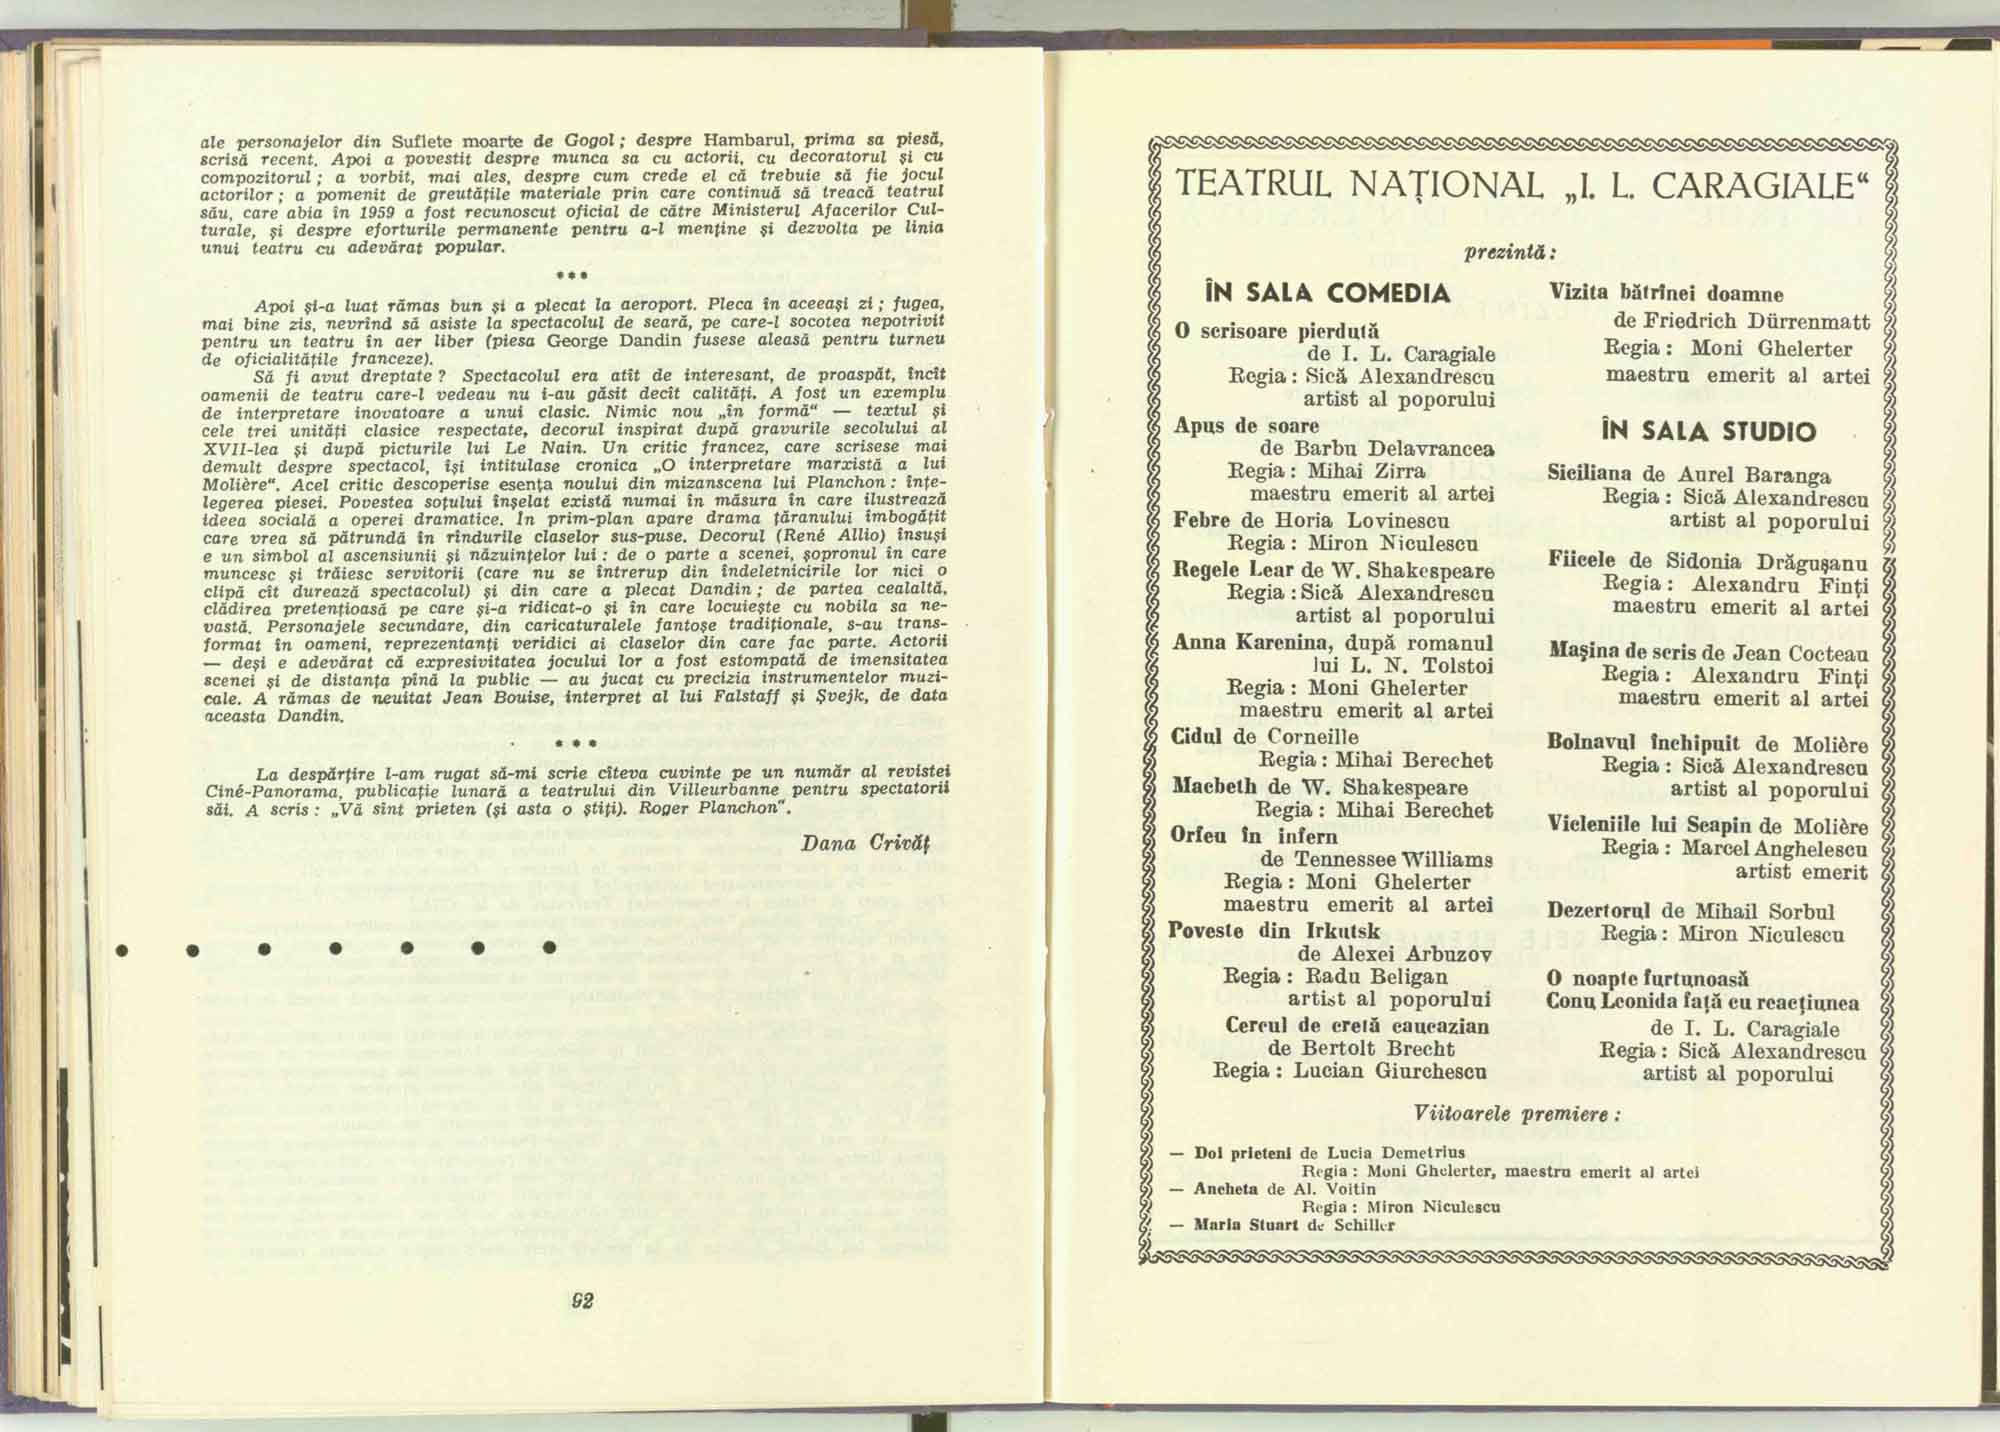 ale personajelor din Suflete moarte de Gogol ; despre Hambarul, prima sa piesă,
scrisă recent. Apoi a povestit despre munca sa cu actorii, cu decoratorul și cu
compozitorul ; a vorbit, mai ales, despre cum crede el că trebuie să fie jocul
actorilor ; a pomenit de greutățile materiale prin care continuă să treacă teatrul
său, care abia în 1959 a fost recunoscut oficial de către Ministerul Afacerilor Cul-
turale, și despre eforturile permanente pentru a-l menține și dezvolta pe linia
unui teatru cu adevărat popular.
***
Apoi și-a luat rămas bun și a plecat la aeroport. Pleca în aceeași zi ; fugea,
mai bine zis, nevrînd să asiste la spectacolul de seară, pe care-l socotea nepotrivit
pentru un teatru în aer liber (piesa George Dandin fusese aleasă pentru turneu
de oficialitățile franceze).
Să fi avut dreptate ? Spectacolul era atît de interesant, de proaspăt, încît
oamenii de teatru care-l vedeau nu i-au găsit decît calități. A fost un exemplu
de interpretare inovatoare a unui clasic. Nimic nou „în formă“ — textul și
cele trei unități clasice respectate, decorul inspirat după gravurile secolului al
XVII-lea și după picturile lui Le Nain. Un critic francez, care scrisese mai
demult despre spectacol, își intitulase cronica „O interpretare marxistă a lui
Molière“. Acel critic descoperise esența noului din mizanscena lui Planchon : înțe-
legerea piesei. Povestea soțului înșelat există numai în măsura în care ilustrează
ideea socială a operei dramatice. In prim-plan apare drama țăranului îmbogățit
care vrea să pătrundă în rîndurile claselor sus-puse. Decorul (René Allio) însuși
e un simbol al ascensiunii și năzuințelor lui : de o parte a scenei, șopronul în care
muncesc și trăiesc servitorii (care nu se întrerup din îndeletnicirile lor nici o
clipă cît durează spectacolul) și din care a plecat Dandin ; de partea cealaltă,
clădirea pretențioasă pe care și-a ridicat-o și în care locuiește cu nobila sa ne-
vastă. Personajele secundare, din caricaturalele fantoșe tradiționale, s-au trans-
format în oameni, reprezentanți veridici ai claselor din care fac parte. Actorii
— deși e adevărat că expresivitatea jocului lor a fost estompată de imensitatea
scenei și de distanța pînă la public — au jucat cu precizia instrumentelor muzi-
cale. A rămas de neuitat Jean Bouise, interpret al lui Falstaff și Șvejk, de data
aceasta Dandin.
***
La despărțire l-am rugat să-mi scrie cîteva cuvinte pe un număr al revistei
Ciné-Panorama, publicație lunară a teatrului din Villeurbanne pentru spectatorii
săi. A scris : „Vă sînt prieten (și asta o știți). Roger Planchon“.
Dana Crivăț
92
TEATRUL NAȚIONAL „I. L. CARAGIALE“
prezintă :
ÎN SALA COMEDIA
O scrisoare pierdută
de I. L. Caragiale
Regia : Sică Alexandrescu
artist al poporului
Apus de soare
de Barbu Delavrancea
Regia : Mihai Zirra
maestru emerit al artei
Febre de Horia Lovinescu
Regia : Miron Niculescu
Regele Lear de W. Shakespeare
Regia : Sică Alexandrescu
artist al poporului
Anna Karenina, după romanul
lui L. N. Tolstoi
Regia : Moni Ghelerter
maestru emerit al artei
Cidul de Corneille
Regia : Mihai Berechet
Macbeth de W. Shakespeare
Regia : Mihai Berechet
Orfeu în infern
de Tennessee Williams
Regia : Moni Ghelerter
maestru emerit al artei
Poveste din Irkutsk
de Alexei Arbuzov
Regia : Radu Beligan
artist al poporului
Cercul de cretă caucazian
de Bertolt Brecht
Regia : Lucian Giurchescu
Vizita bătrînei doamne
de Friedrich Dürrenmatt
Regia : Moni Ghelerter
maestru emerit al artei
ÎN SALA STUDIO
Siciliana de Aurel Baranga
Regia : Sică Alexandrescu
artist al poporului
Fiicele de Sidonia Drăgușanu
Regia : Alexandru Finți
maestru emerit al artei
Mașina de scris de Jean Cocteau
Regia : Alexandru Finți
maestru emerit al artei
Bolnavul închipuit de Molière
Regia : Sică Alexandrescu
artist al poporului
Vicleniile lui Scapin de Molière
Regia : Marcel Anghelescu
artist emerit
Dezertorul de Mihail Sorbul
Regia : Miron Niculescu
O noapte furtunoasă
Conu Leonida față cu reacțiunea
de I. L. Caragiale
Regia : Sică Alexandrescu
artist al poporului
Viitoarele premiere :
— Doi prieteni de Lucia Demetrius
Regia : Moni Ghelerter, maestru emerit al artei
— Ancheta de Al. Voitin
Regia : Miron Niculescu
— Maria Stuart de Schiller